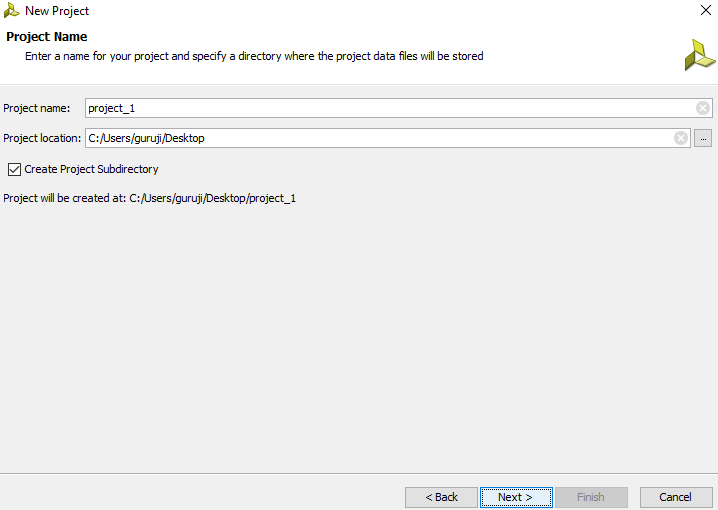 New Project
Project Name
Enter a name for your project and specify a directory where the project data files will be stored
Project name: project_1
Project location: C:/Users/guruji/Desktop ...
Create Project Subdirectory
Project will be created at: C:/Users/guruji/Desktop/project_1
< Back Next > Finish Cancel